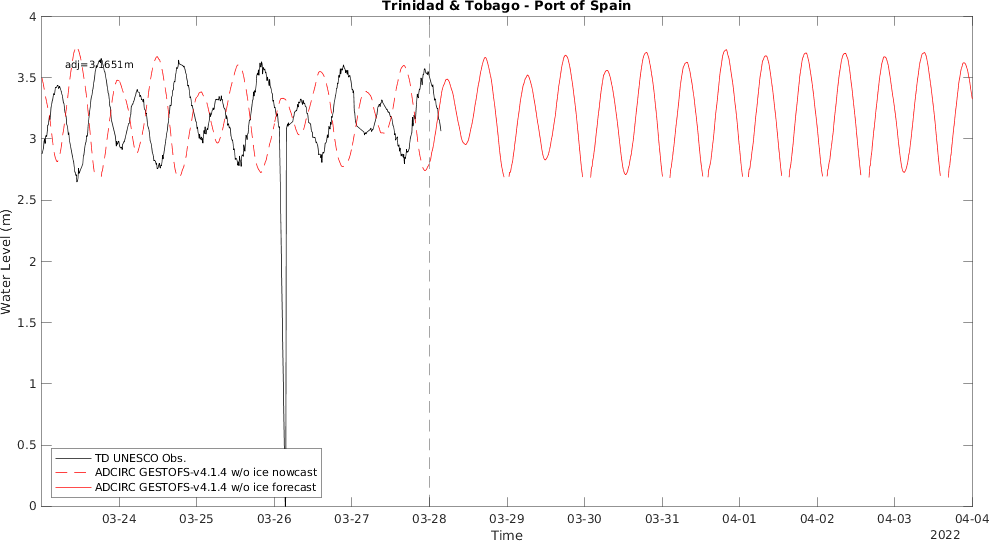 Trinidad & Tobago - Port of Spain
4
adj=3.1651m
3.5
3
2.5
2
1.5
1
0.5
0
Water Level (m)
TD UNESCO Obs.
ADCIRC GESTOFS-v4.1.4 w/o ice nowcast
ADCIRC GESTOFS-v4.1.4 w/o ice forecast
03-24 03-25 03-26 03-27 03-28 03-29 03-30 03-31 04-01 04-02 04-03 04-04
Time
2022